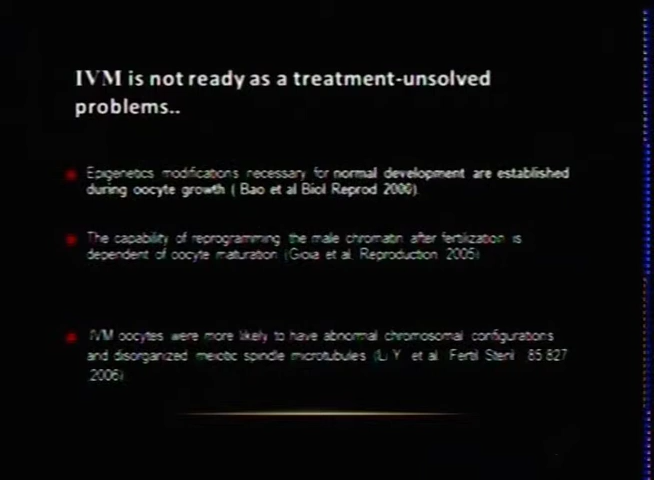 IVM is not ready as a treatment-unsolved
problems..
Epigenetics modifications necessary for normal development are established
during oocyte growth ( Bao et al Biol Reprod 2000)
The capability of reprogramming the male chromatin after fertilization is
dependent of oocyte maturation (Gioia et al. Reproduction 2005)
IVM oocytes were more likely to have abnormal chromosomal configurations
and disorganized meiotic spindle microtubules (Li Y et al Fertil Steril 85:827
2006)